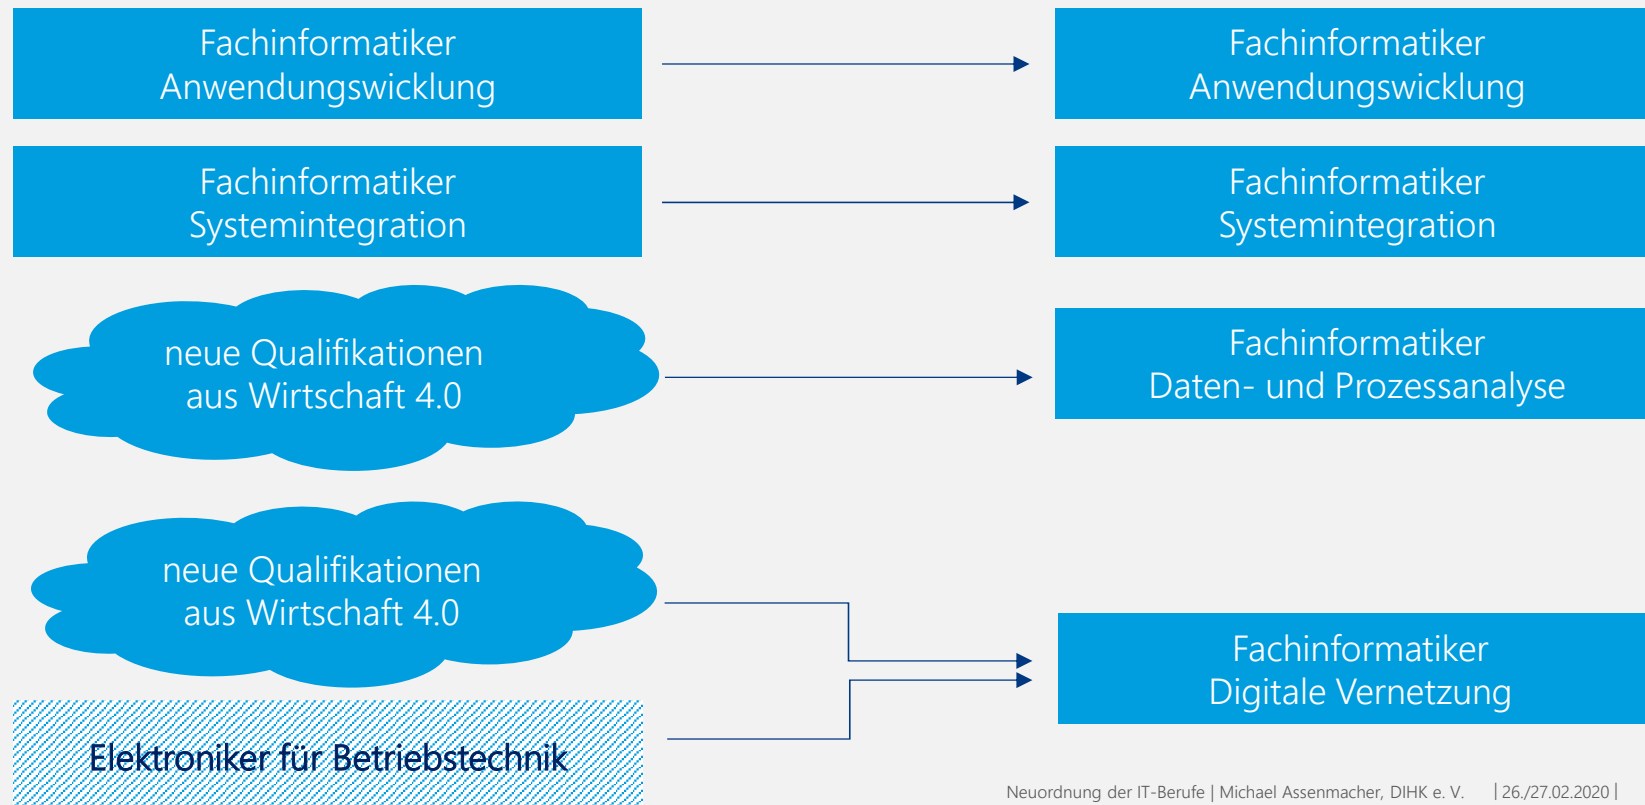 Fachinformatiker
Anwendungswicklung
Fachinformatiker
Anwendungswicklung
Fachinformatiker
Systemintegration
Fachinformatiker
Systemintegration
neue Qualifikationen
aus Wirtschaft 4.0
Fachinformatiker
Daten- und Prozessanalyse
neue Qualifikationen
aus Wirtschaft 4.0
Fachinformatiker
Digitale Vernetzung
Elektroniker für Betriebstechnik
Neuordnung der IT-Berufe | Michael Assenmacher, DIHK e. V. | 26./27.02.2020 |